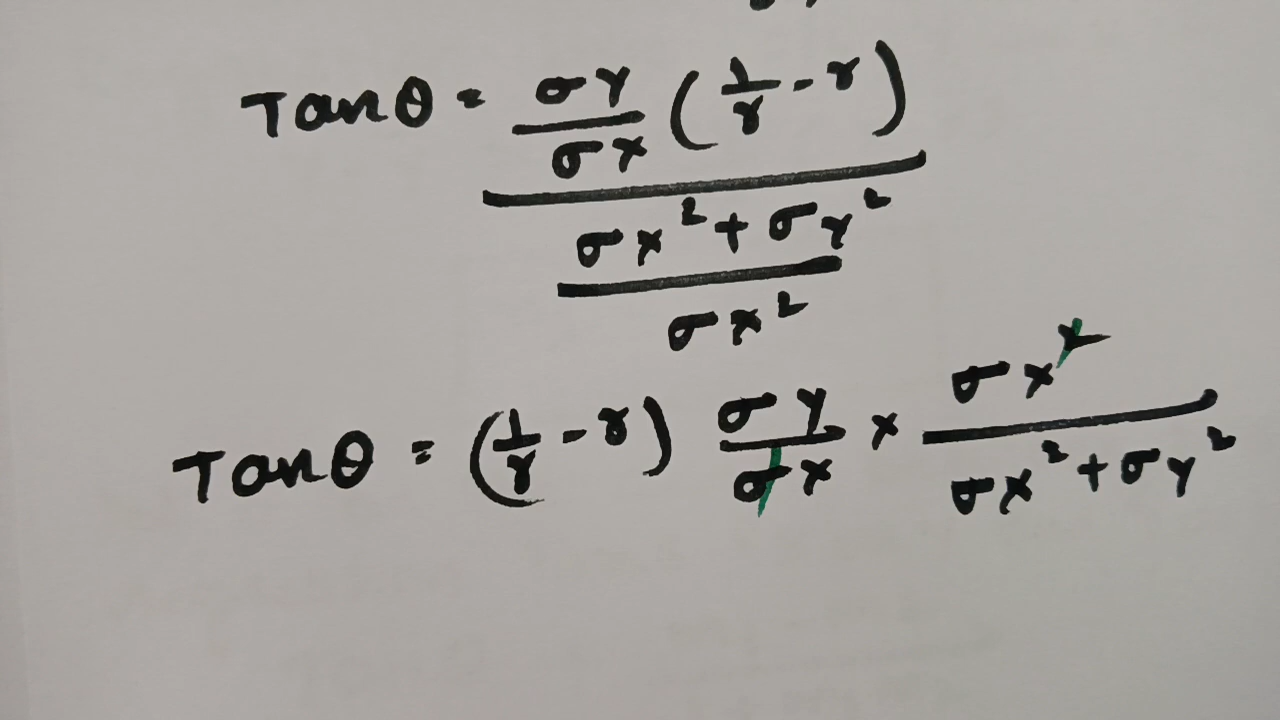 Tanθ = σy/σx (1/r - r)
σx² + σy²
σx²
Tanθ = (1/r - r) σy/σx × σx²/σx² + σy²